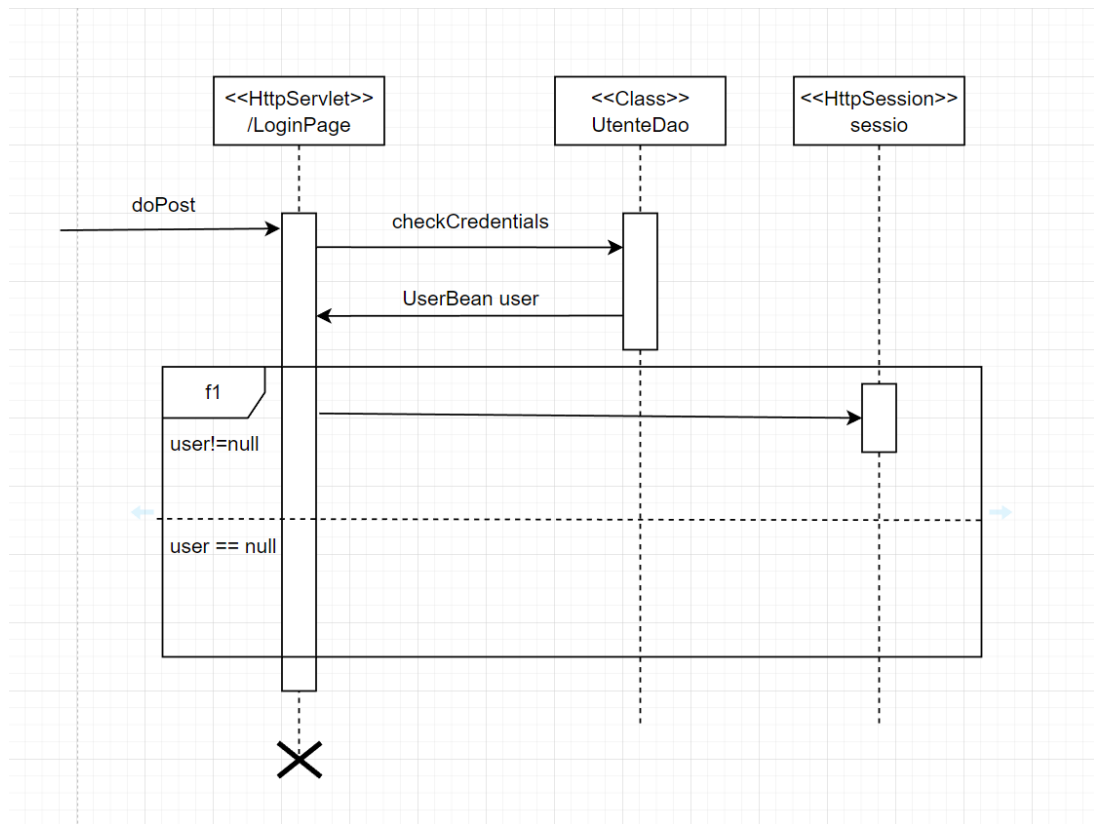 <<HttpServlet>>
/LoginPage
<<Class>>
UtenteDao
<<HttpSession>>
sessio
doPost
checkCredentials
UserBean user
f1
user!=null
user == null